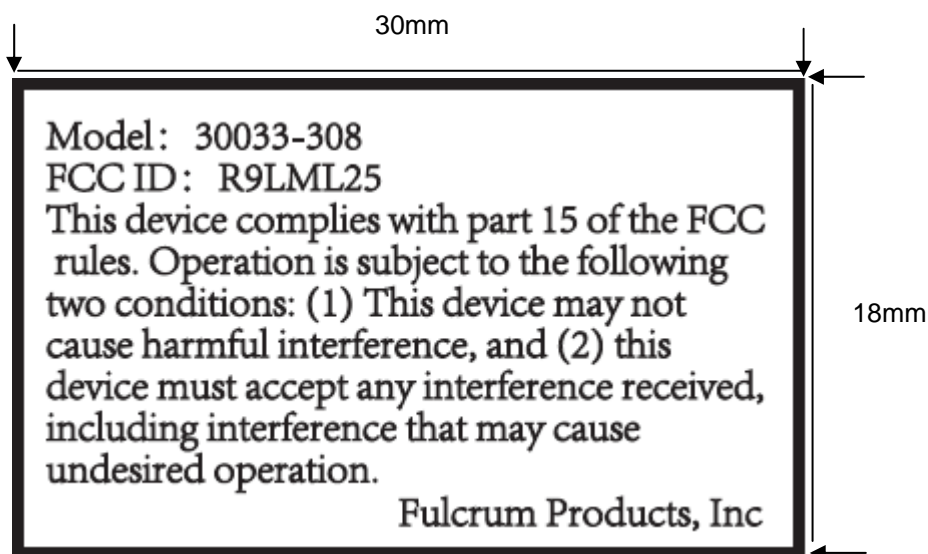 30mm
Model: 30033-308
FCC ID: R9LML25
This device complies with part 15 of the FCC
rules. Operation is subject to the following
two conditions: (1) This device may not
cause harmful interference, and (2) this
device must accept any interference received,
including interference that may cause
undesired operation.
Fulcrum Products, Inc
18mm